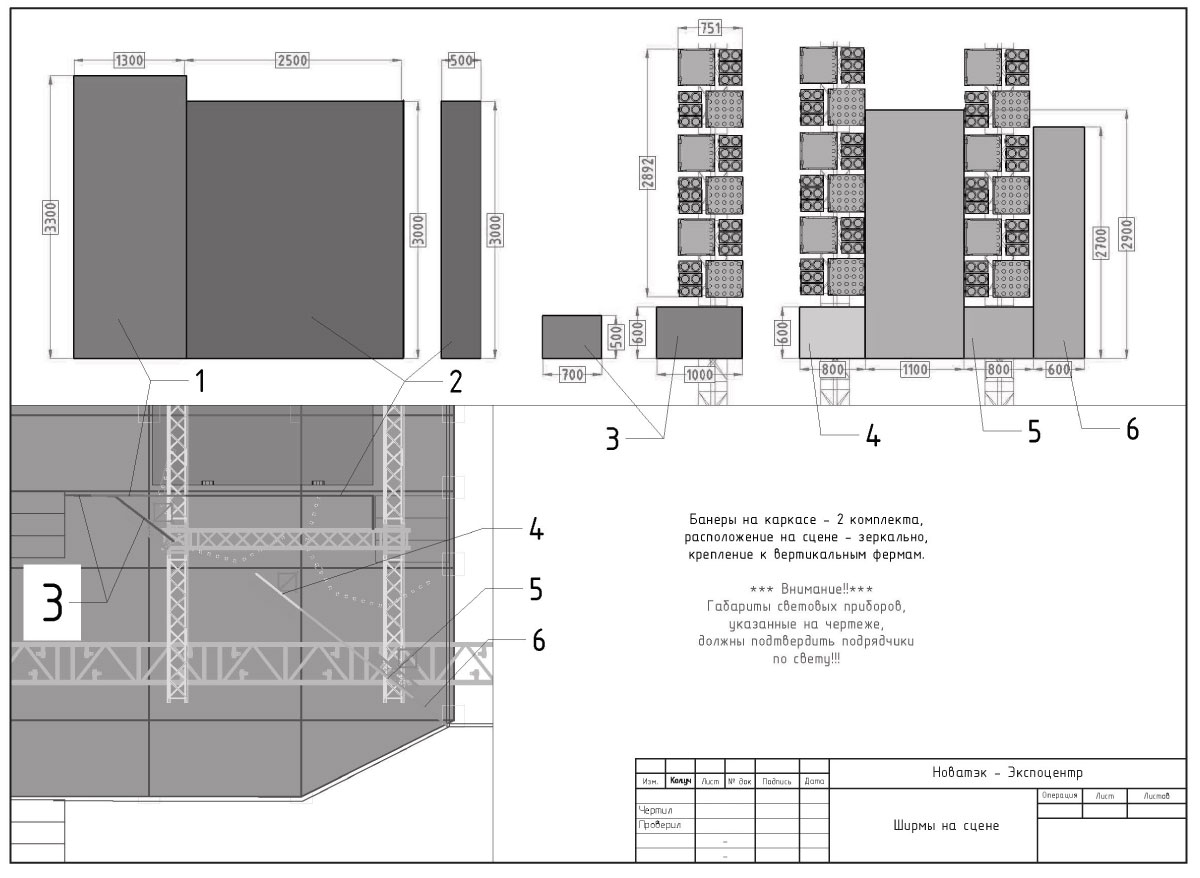 1300
2500
500
751
3300
3000
3000
2892
2700
2900
600
500
600
700
1000
800
1100
800
600
1
2
3
4
5
6
4
5
3
6
Банеры на каркасе - 2 комплекта,
расположение на сцене - зеркально,
крепление к вертикальным фермам.
*** Внимание!!***
Габариты световых приборов,
указанные на чертеже,
должны подтвердить подрядчики
по свету!!!
Новатэк - Экспоцентр
Изм. Колуч Лист № док Подпись Дата
Операция Лист Листов
Чертил
Проверил
Ширмы на сцене
-
-